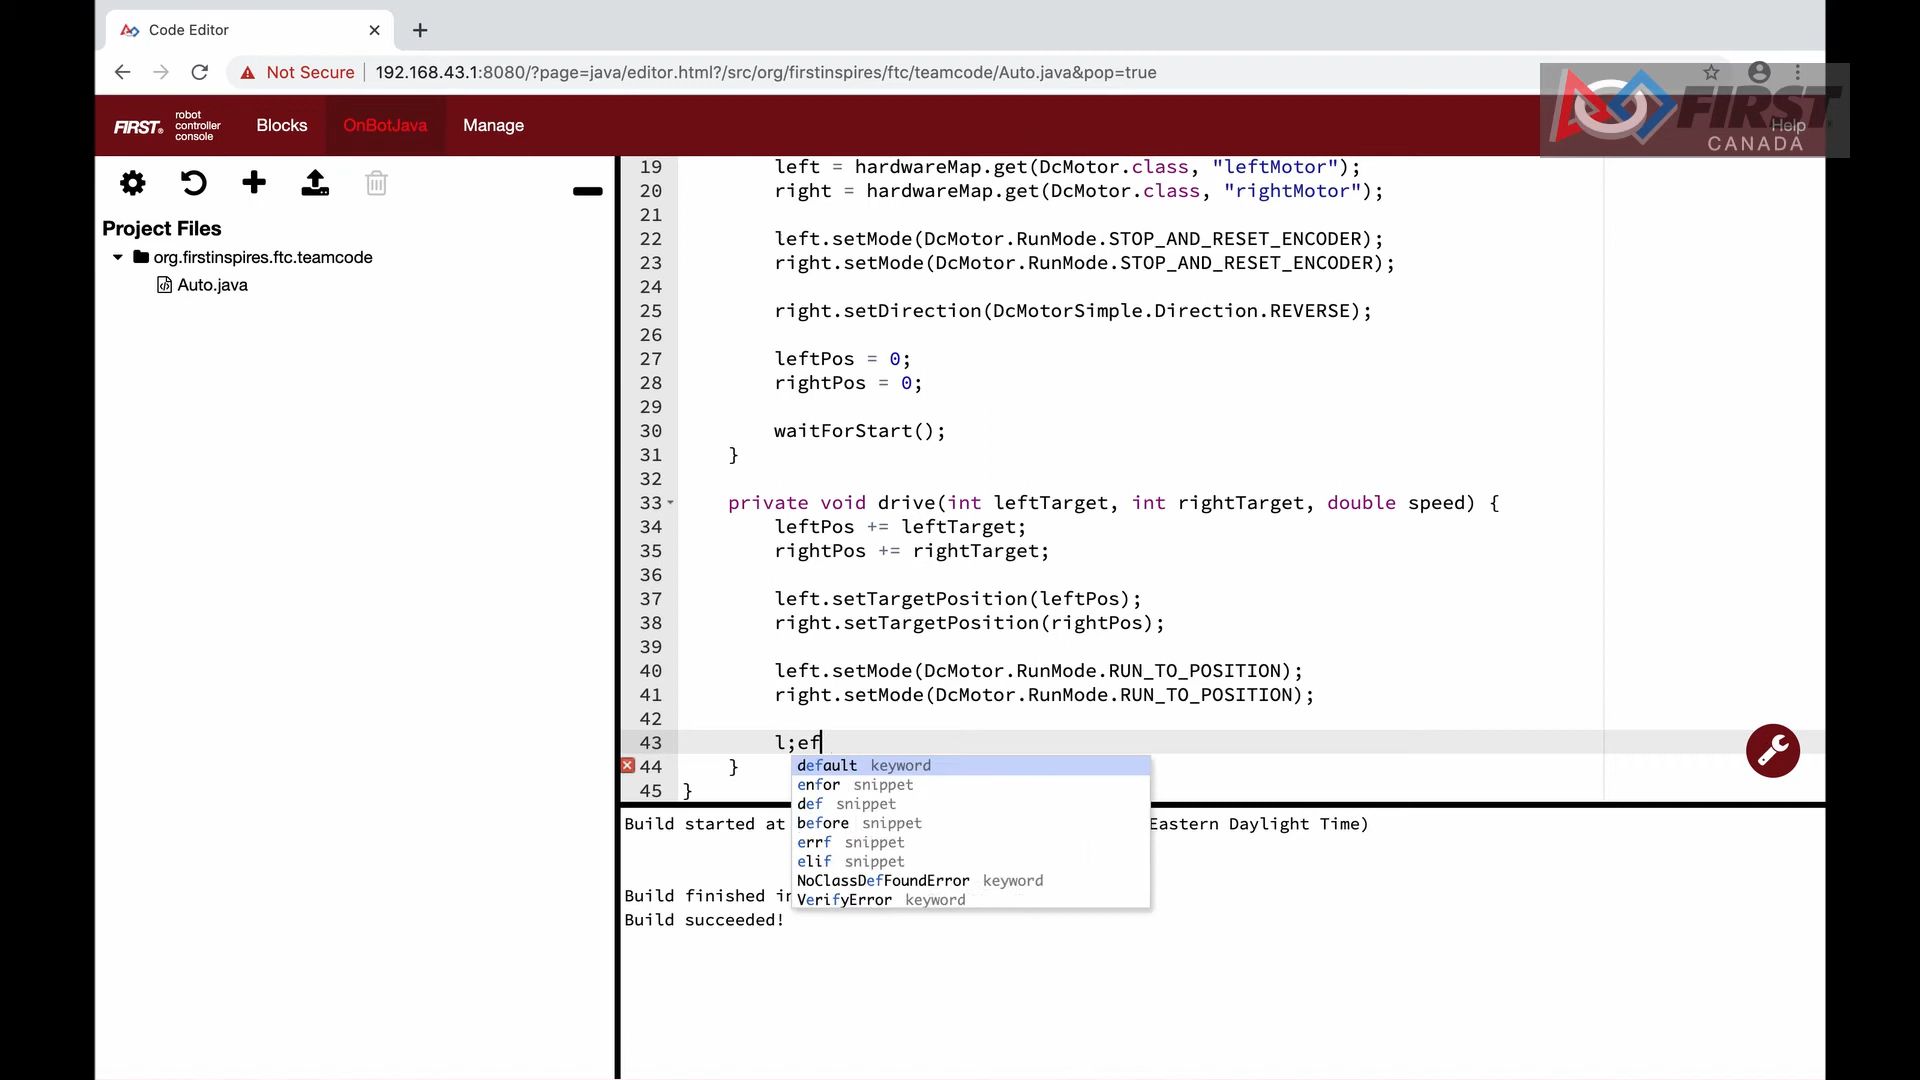 Code Editor
Not Secure 192.168.43.1:8080/?page=java/editor.html?/src/org/firstinspires/ftc/teamcode/Auto.java&pop=true
FIRST® robot controller console Blocks OnBotJava Manage Help
FIRST
CANADA
Project Files
org.firstinspires.ftc.teamcode
Auto.java
19 left = hardwareMap.get(DcMotor.class, "leftMotor");
20 right = hardwareMap.get(DcMotor.class, "rightMotor");
21
22 left.setMode(DcMotor.RunMode.STOP_AND_RESET_ENCODER);
23 right.setMode(DcMotor.RunMode.STOP_AND_RESET_ENCODER);
24
25 right.setDirection(DcMotorSimple.Direction.REVERSE);
26
27 leftPos = 0;
28 rightPos = 0;
29
30 waitForStart();
31 }
32
33 private void drive(int leftTarget, int rightTarget, double speed) {
34 leftPos += leftTarget;
35 rightPos += rightTarget;
36
37 left.setTargetPosition(leftPos);
38 right.setTargetPosition(rightPos);
39
40 left.setMode(DcMotor.RunMode.RUN_TO_POSITION);
41 right.setMode(DcMotor.RunMode.RUN_TO_POSITION);
42
43 l;ef
44 }
45 }
default keyword
enfor snippet
def snippet
before snippet
errf snippet
elif snippet
NoClassDefFoundError keyword
VerifyError keyword
Build started at Eastern Daylight Time)
Build finished in
Build succeeded!